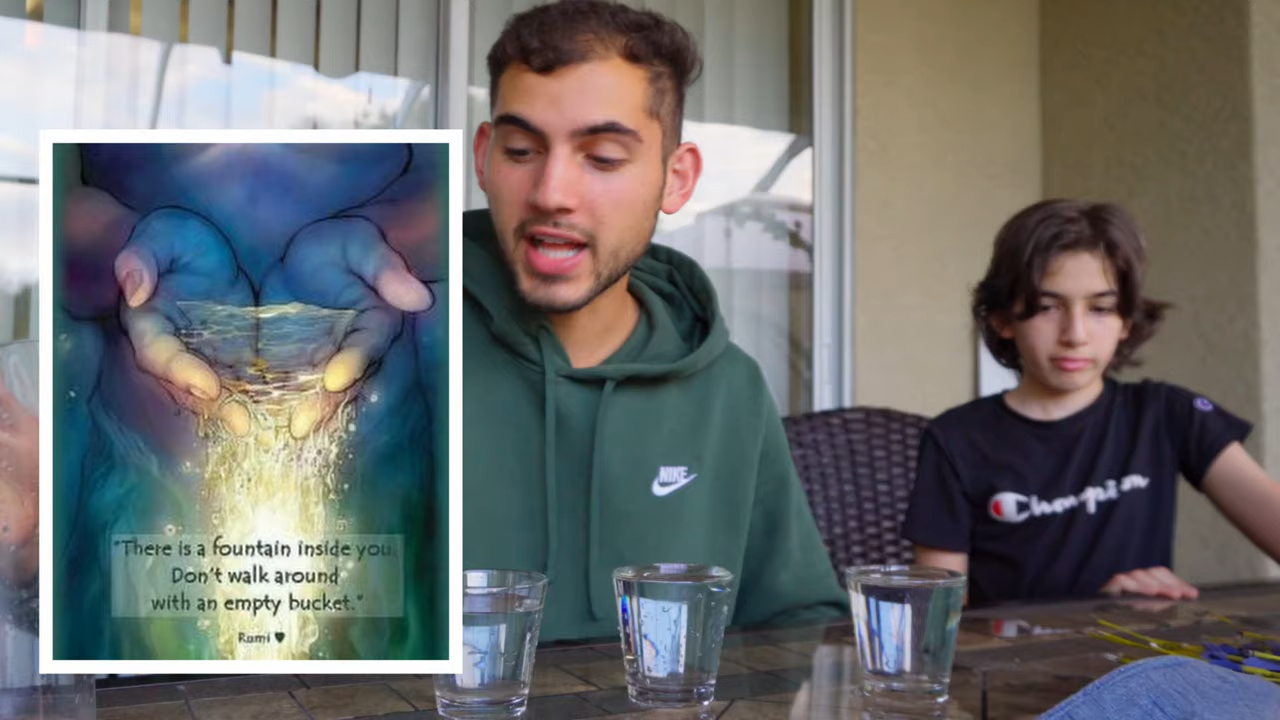 "There is a fountain inside you.
Don't walk around
with an empty bucket."
Rumi ♥
NIKE
Champion